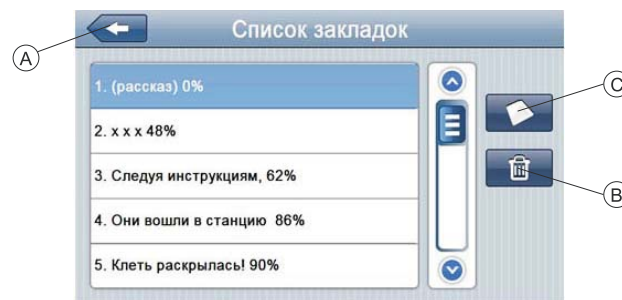 Список закладок
A
1. (рассказ) 0%
C
2. x x x 48%
3. Следуя инструкциям, 62%
B
4. Они вошли в станцию 86%
5. Клеть раскрылась! 90%